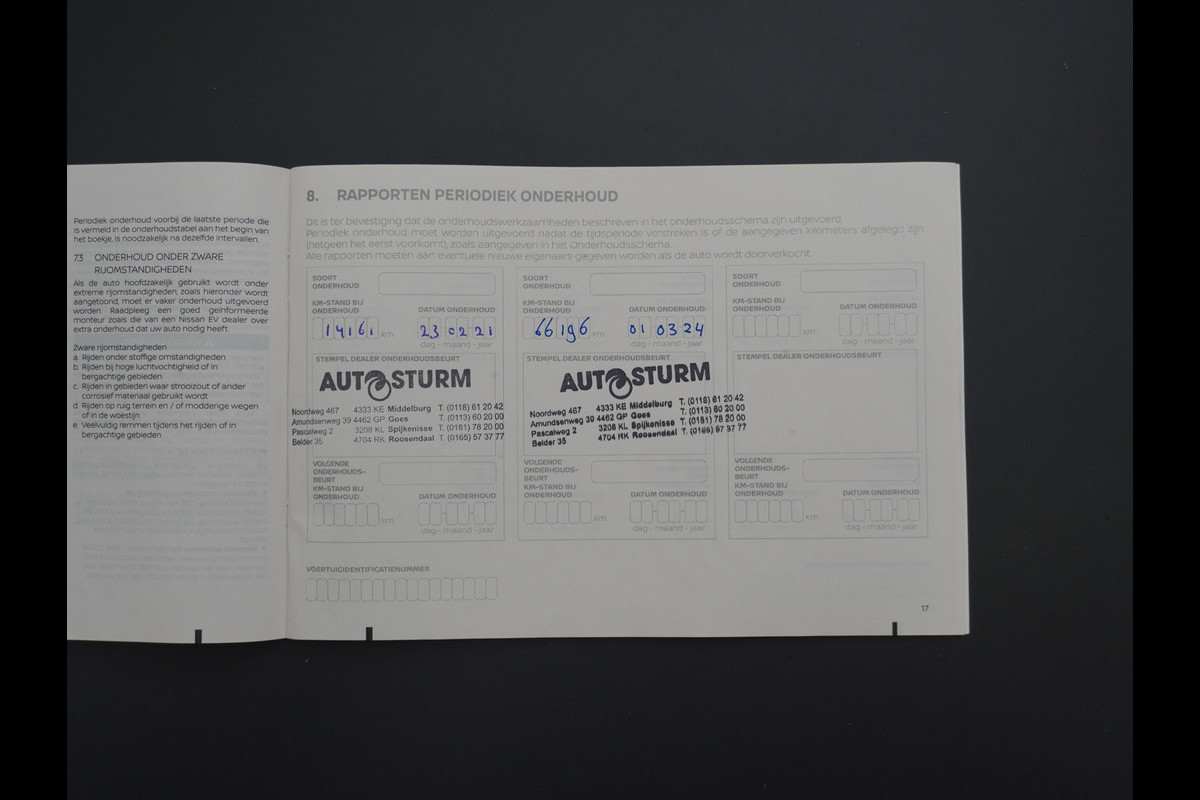 Periodiek onderhoud voorbij de laatste periode die
is vermeld in de onderhoudstabel aan het begin van
het boekje, is noodzakelijk na dezelfde intervallen.
7.3 ONDERHOUD ONDER ZWARE
RIJOMSTANDIGHEDEN
Als de auto hoofdzakelijk gebruikt wordt onder
extreme rijomstandigheden, zoals hieronder wordt
aangetoond, moet er vaker onderhoud uitgevoerd
worden. Raadpleeg een goed geïnformeerde
monteur zoals die van een Nissan EV dealer over
extra onderhoud dat uw auto nodig heeft.
Zware rijomstandigheden
a. Rijden onder stoffige omstandigheden
b. Rijden bij hoge luchtvochtigheid of in
bergachtige gebieden
c. Rijden in gebieden waar strooizout of ander
corrosief materiaal gebruikt wordt
d. Rijden op ruig terrein en / of modderige wegen
of in de woestijn
e. Veelvuldig remmen tijdens het rijden of in
bergachtige gebieden
8. RAPPORTEN PERIODIEK ONDERHOUD
Dit is ter bevestiging dat de onderhoudswerkzaamheden beschreven in het onderhoudsschema zijn uitgevoerd.
Periodiek onderhoud moet worden uitgevoerd nadat de tijdsperiode verstreken is of de aangegeven kilometers afgelegd zijn
(hetgeen het eerst voorkomt), zoals aangegeven in het Onderhoudsschema.
Alle rapporten moeten aan eventuele nieuwe eigenaars gegeven worden als de auto wordt doorverkocht.
SOORT
ONDERHOUD
KM-STAND BIJ
ONDERHOUD
DATUM ONDERHOUD
14161 km
23 02 21
dag - maand - jaar
STEMPEL DEALER ONDERHOUDSBEURT
AUTOSTURM
Noordweg 467 4333 KE Middelburg T. (0118) 61 20 42
Amundsenweg 39 4462 GP Goes T. (0113) 60 20 00
Pascalweg 2 3208 KL Spijkenisse T. (0181) 78 20 00
Belder 35 4704 RK Roosendaal T. (0165) 57 37 77
VOLGENDE
ONDERHOUDS-
BEURT
KM-STAND BIJ
ONDERHOUD
DATUM ONDERHOUD
km
dag - maand - jaar
SOORT
ONDERHOUD
KM-STAND BIJ
ONDERHOUD
DATUM ONDERHOUD
66196 km
01 03 24
dag - maand - jaar
STEMPEL DEALER ONDERHOUDSBEURT
AUTOSTURM
Noordweg 467 4333 KE Middelburg T. (0118) 61 20 42
Amundsenweg 39 4462 GP Goes T. (0113) 60 20 00
Pascalweg 2 3208 KL Spijkenisse T. (0181) 78 20 00
Belder 35 4704 RK Roosendaal T. (0165) 57 37 77
VOLGENDE
ONDERHOUDS-
BEURT
KM-STAND BIJ
ONDERHOUD
DATUM ONDERHOUD
km
dag - maand - jaar
SOORT
ONDERHOUD
KM-STAND BIJ
ONDERHOUD
DATUM ONDERHOUD
km
dag - maand - jaar
STEMPEL DEALER ONDERHOUDSBEURT
VOLGENDE
ONDERHOUDS-
BEURT
KM-STAND BIJ
ONDERHOUD
DATUM ONDERHOUD
km
dag - maand - jaar
VOERTUIGIDENTIFICATIENUMMER
17